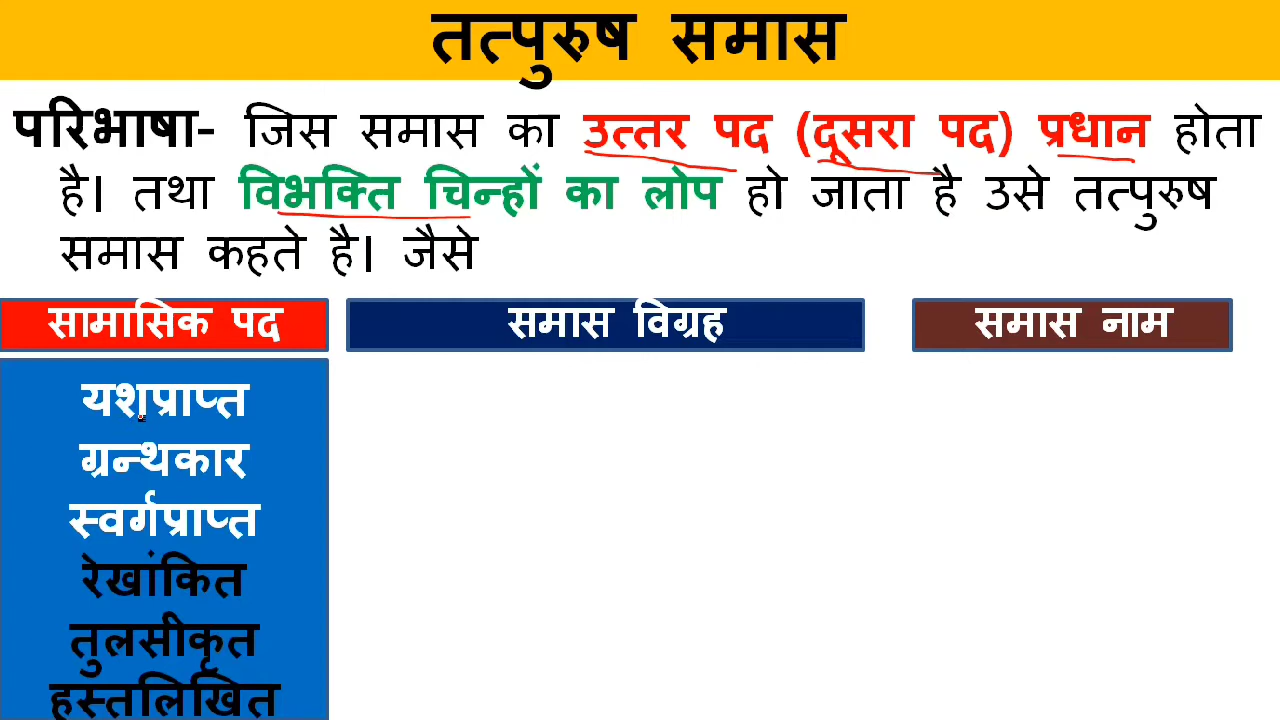 तत्पुरुष समास
परिभाषा- जिस समास का उत्तर पद (दूसरा पद) प्रधान होता
है। तथा विभक्ति चिन्हों का लोप हो जाता है उसे तत्पुरुष
समास कहते है। जैसे
सामासिक पद समास विग्रह समास नाम
यशप्राप्त
ग्रन्थकार
स्वर्गप्राप्त
रेखांकित
तुलसीकृत
हस्तलिखित